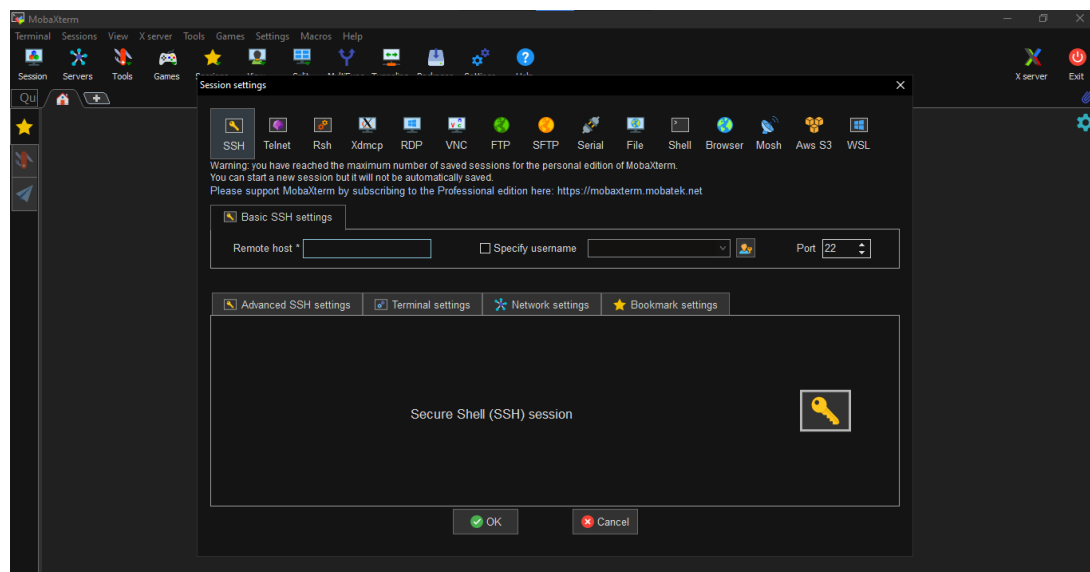 MobaXterm
Terminal Sessions View X server Tools Games Settings Macros Help
Session Servers Tools Games X server Exit
Qu
Session settings
SSH Telnet Rsh Xdmcp RDP VNC FTP SFTP Serial File Shell Browser Mosh Aws S3 WSL
Warning: you have reached the maximum number of saved sessions for the personal edition of MobaXterm.
You can start a new session but it will not be automatically saved.
Please support MobaXterm by subscribing to the Professional edition here: https://mobaxterm.mobatek.net
Basic SSH settings
Remote host * Specify username Port 22
Advanced SSH settings Terminal settings Network settings Bookmark settings
Secure Shell (SSH) session
OK Cancel